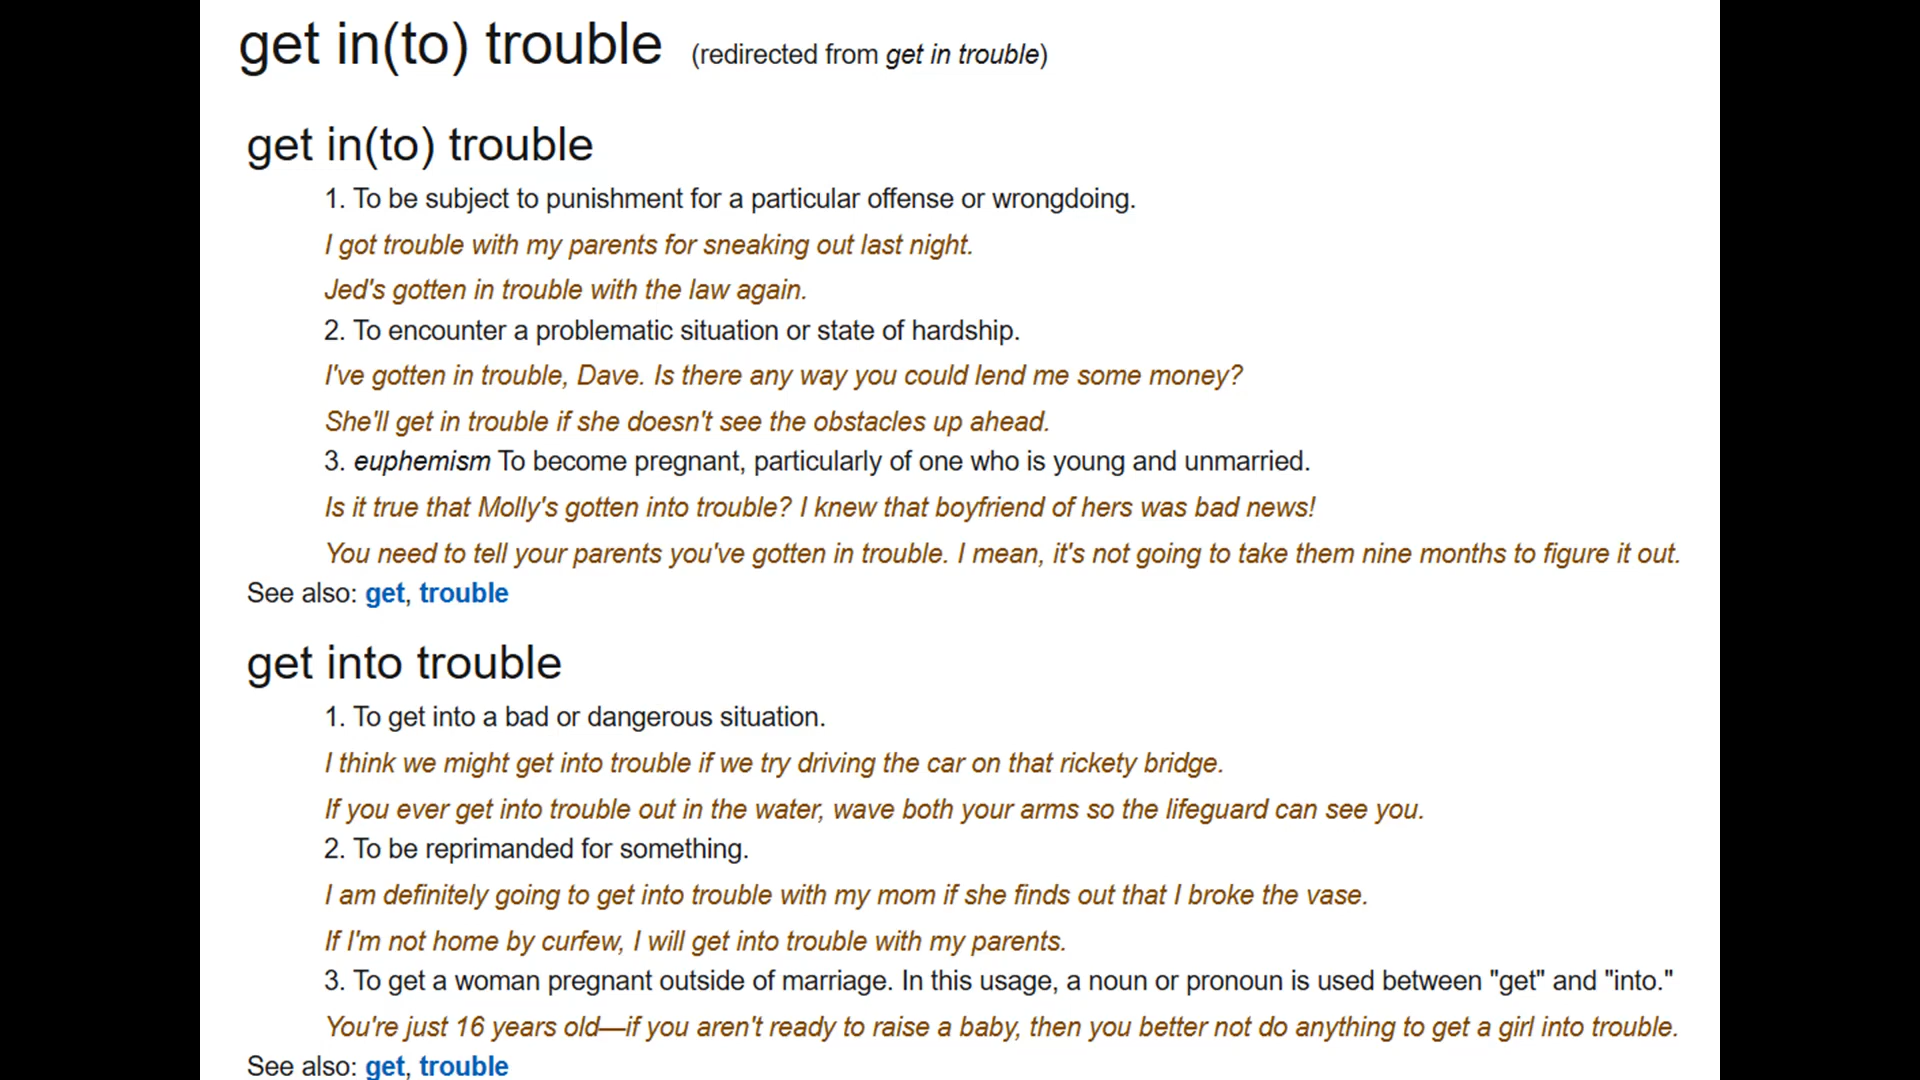 get in(to) trouble (redirected from get in trouble)
get in(to) trouble
1. To be subject to punishment for a particular offense or wrongdoing.
I got trouble with my parents for sneaking out last night.
Jed's gotten in trouble with the law again.
2. To encounter a problematic situation or state of hardship.
I've gotten in trouble, Dave. Is there any way you could lend me some money?
She'll get in trouble if she doesn't see the obstacles up ahead.
3. euphemism To become pregnant, particularly of one who is young and unmarried.
Is it true that Molly's gotten into trouble? I knew that boyfriend of hers was bad news!
You need to tell your parents you've gotten in trouble. I mean, it's not going to take them nine months to figure it out.
See also: get, trouble
get into trouble
1. To get into a bad or dangerous situation.
I think we might get into trouble if we try driving the car on that rickety bridge.
If you ever get into trouble out in the water, wave both your arms so the lifeguard can see you.
2. To be reprimanded for something.
I am definitely going to get into trouble with my mom if she finds out that I broke the vase.
If I'm not home by curfew, I will get into trouble with my parents.
3. To get a woman pregnant outside of marriage. In this usage, a noun or pronoun is used between "get" and "into."
You're just 16 years old—if you aren't ready to raise a baby, then you better not do anything to get a girl into trouble.
See also: get, trouble